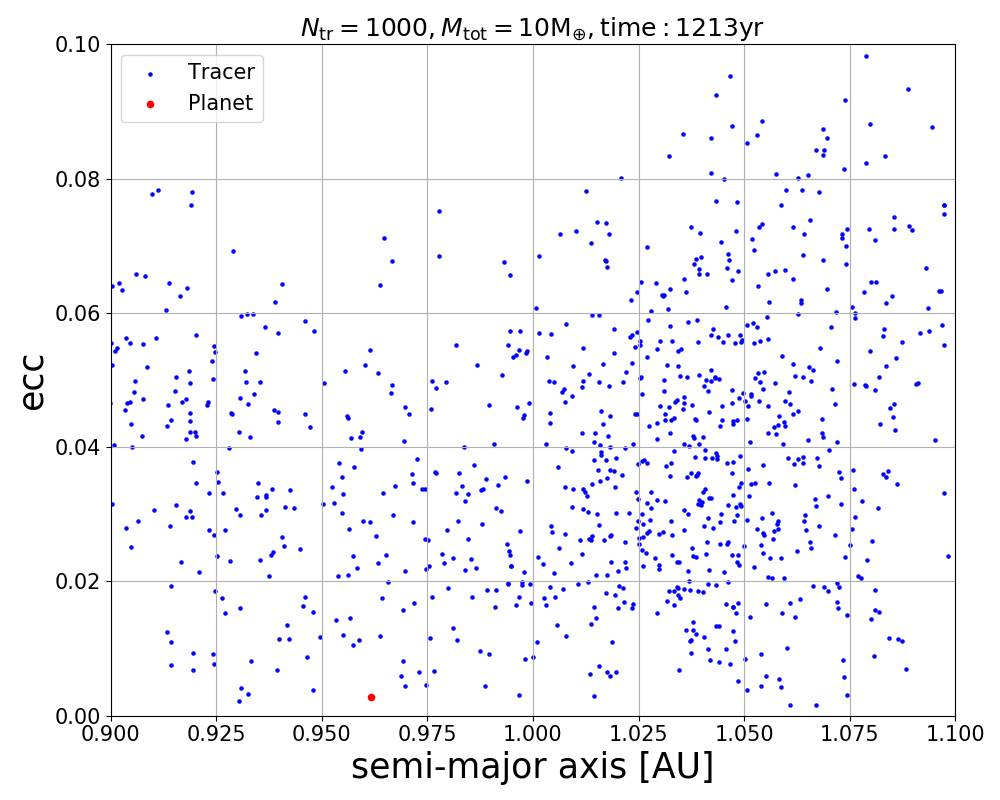 N_tr = 1000, M_tot = 10M_⊕, time : 1213yr
Tracer
Planet
0.10
0.08
0.06
0.04
0.02
0.00
ecc
0.900 0.925 0.950 0.975 1.000 1.025 1.050 1.075 1.100
semi-major axis [AU]